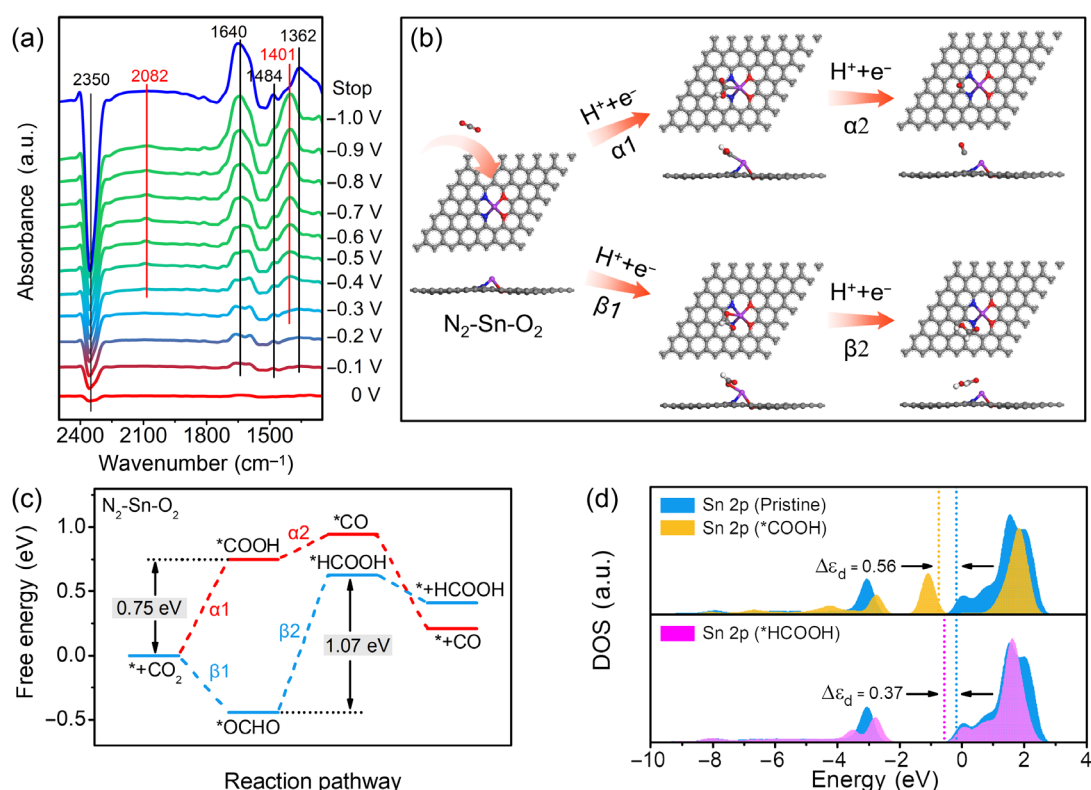 (a)
2350
2082
1640
1484
1401
1362
Stop
−1.0 V
−0.9 V
−0.8 V
−0.7 V
−0.6 V
−0.5 V
−0.4 V
−0.3 V
−0.2 V
−0.1 V
0 V
Absorbance (a.u.)
2400 2100 1800 1500
Wavenumber (cm⁻¹)
(b)
N₂-Sn-O₂
H⁺+e⁻
α1
H⁺+e⁻
α2
H⁺+e⁻
β1
H⁺+e⁻
β2
(c)
N₂-Sn-O₂
Free energy (eV)
1.0
0.5
0.0
−0.5
*+CO₂
0.75 eV
α1
β1
*COOH
*OCHO
α2
β2
*CO
*HCOOH
1.07 eV
*+HCOOH
*+CO
Reaction pathway
(d)
Sn 2p (Pristine)
Sn 2p (*COOH)
Δε_d = 0.56
Sn 2p (*HCOOH)
Δε_d = 0.37
DOS (a.u.)
−10 −8 −6 −4 −2 0 2 4
Energy (eV)